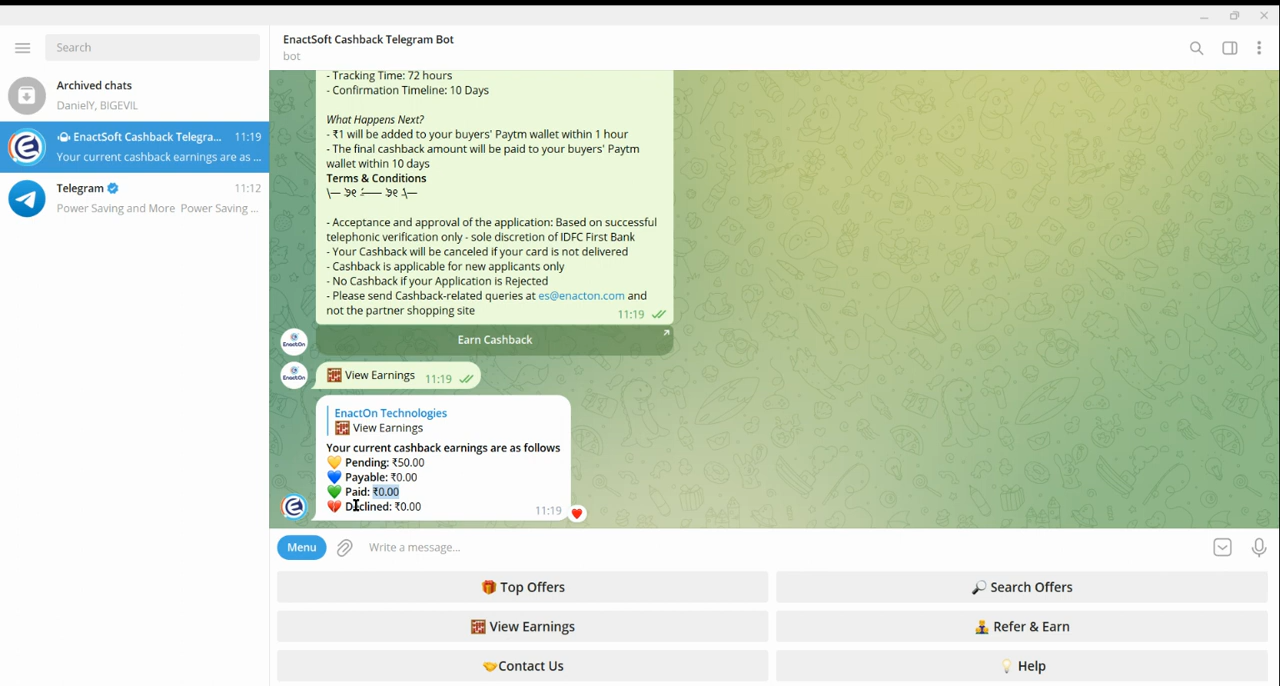 Search
Archived chats
DanielY, BIGEVIL
EnactSoft Cashback Telegra... 11:19
Your current cashback earnings are as ...
Telegram 11:12
Power Saving and More Power Saving ...
EnactSoft Cashback Telegram Bot
bot
- Tracking Time: 72 hours
- Confirmation Timeline: 10 Days
What Happens Next?
- ₹1 will be added to your buyers' Paytm wallet within 1 hour
- The final cashback amount will be paid to your buyers' Paytm
wallet within 10 days
Terms & Conditions
- Acceptance and approval of the application: Based on successful
telephonic verification only - sole discretion of IDFC First Bank
- Your Cashback will be canceled if your card is not delivered
- Cashback is applicable for new applicants only
- No Cashback if your Application is Rejected
- Please send Cashback-related queries at es@enacton.com and
not the partner shopping site
11:19
EnactOn
Earn Cashback
EnactOn
View Earnings 11:19
EnactOn Technologies
View Earnings
Your current cashback earnings are as follows
Pending: ₹50.00
Payable: ₹0.00
Paid: ₹0.00
Declined: ₹0.00
11:19
Menu
Write a message...
Top Offers
Search Offers
View Earnings
Refer & Earn
Contact Us
Help